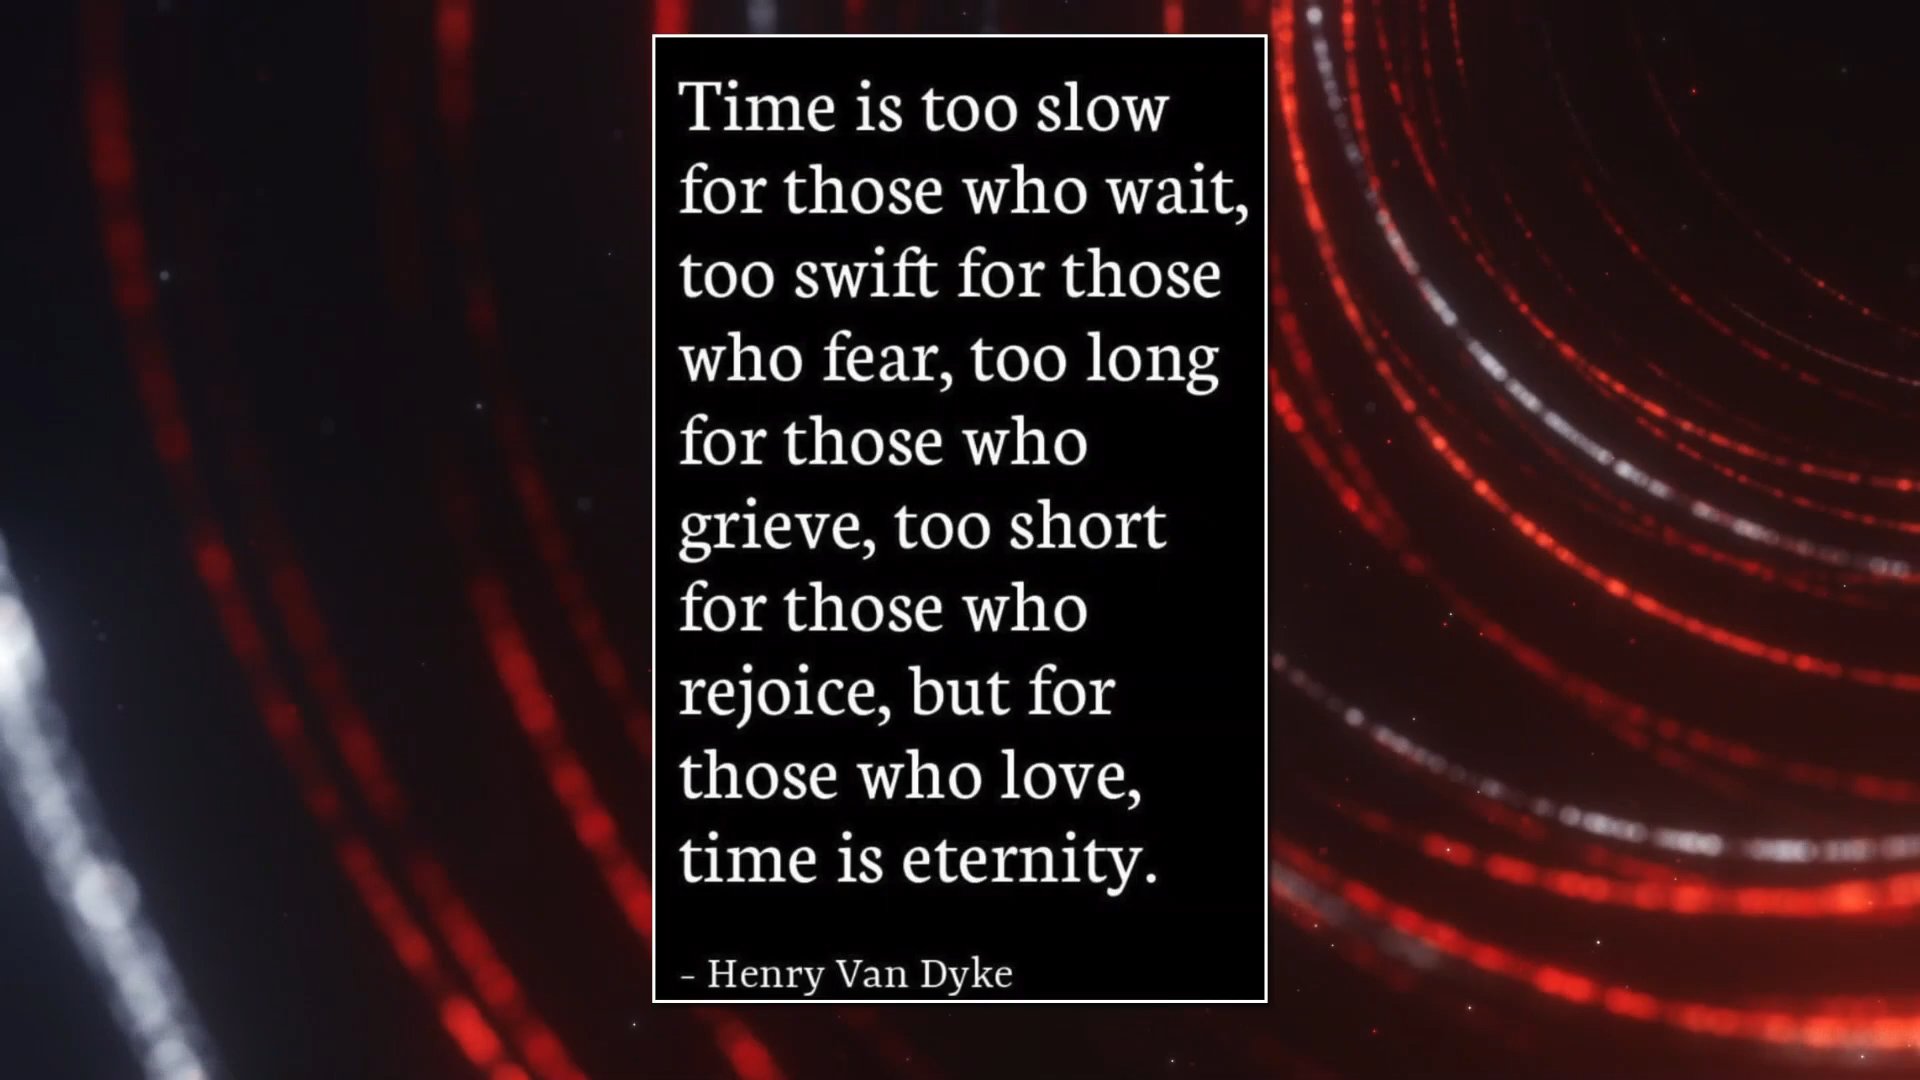 Time is too slow
for those who wait,
too swift for those
who fear, too long
for those who
grieve, too short
for those who
rejoice, but for
those who love,
time is eternity.
– Henry Van Dyke